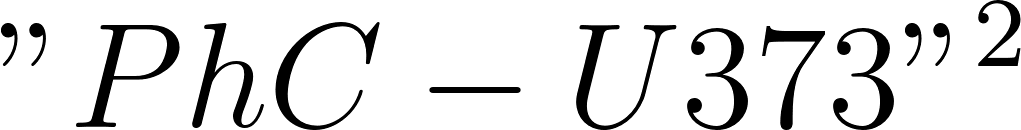 ” PhC − U373”²